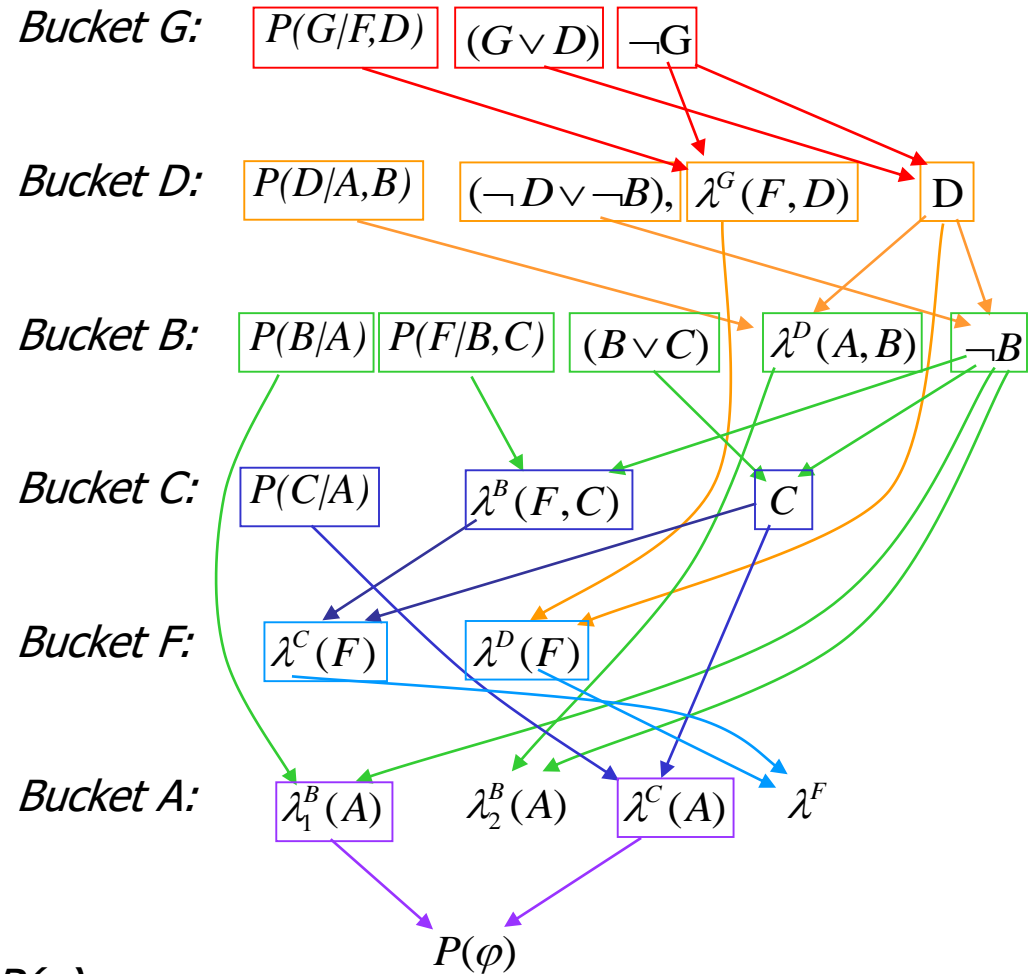 Bucket G: P(G/F,D) (G∨D) ¬G
Bucket D: P(D/A,B) (¬D∨¬B), λ^G(F,D) D
Bucket B: P(B/A) P(F/B,C) (B∨C) λ^D(A,B) ¬B
Bucket C: P(C/A) λ^B(F,C) C
Bucket F: λ^C(F) λ^D(F)
Bucket A: λ_1^B(A) λ_2^B(A) λ^C(A) λ^F
P(φ)